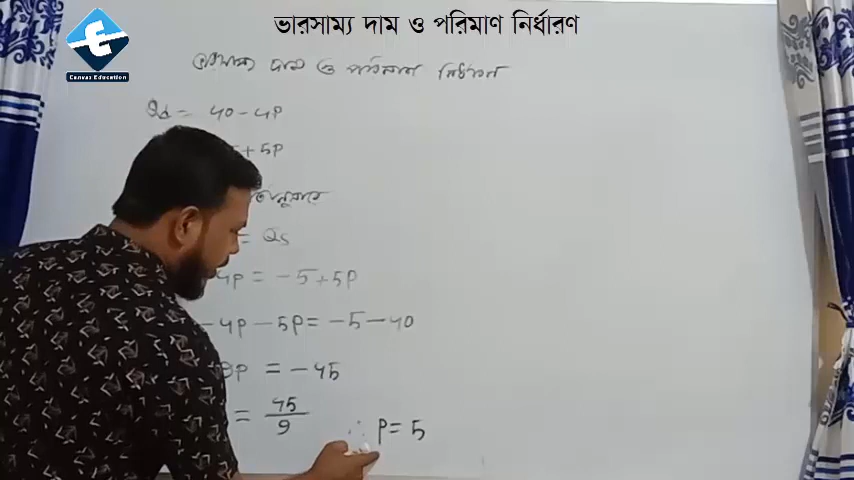 ভারসাম্য দাম ও পরিমাণ নির্ধারণ
Canvas Education
ভারসাম্য দাম ও পরিমাণ নির্ধারণ
Qd = 40 - 4P
5 + 5P
= Qs
4P = -5 + 5P
-4P - 5P = -5 - 40
9P = -45
= 45/9 ∴ P = 5